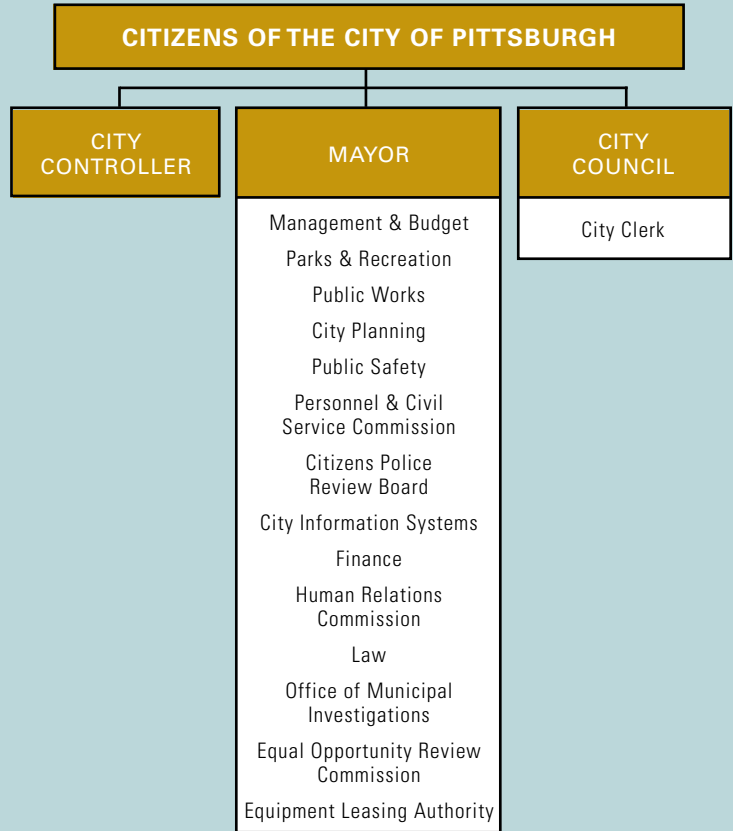 CITIZENS OF THE CITY OF PITTSBURGH
CITY
CONTROLLER
MAYOR
Management & Budget
Parks & Recreation
Public Works
City Planning
Public Safety
Personnel & Civil
Service Commission
Citizens Police
Review Board
City Information Systems
Finance
Human Relations
Commission
Law
Office of Municipal
Investigations
Equal Opportunity Review
Commission
Equipment Leasing Authority
CITY
COUNCIL
City Clerk